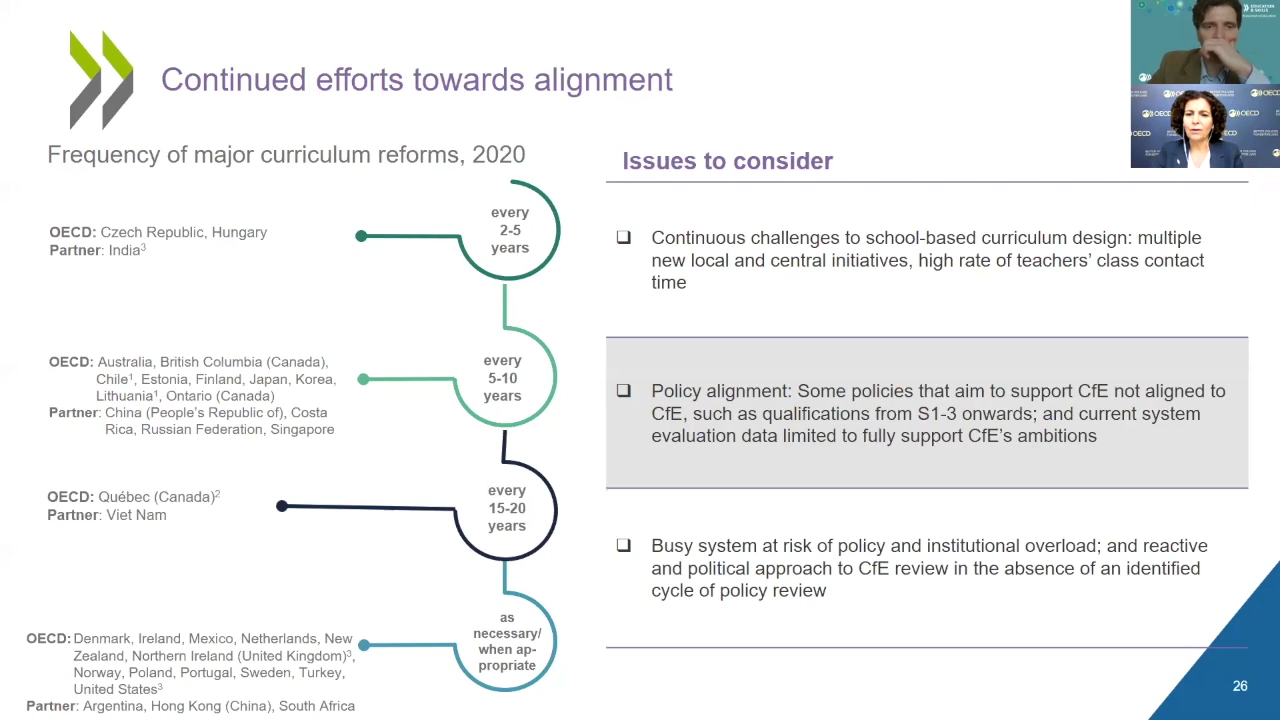 Continued efforts towards alignment
Frequency of major curriculum reforms, 2020
OECD: Czech Republic, Hungary
Partner: India³
every
2-5
years
OECD: Australia, British Columbia (Canada),
Chile¹, Estonia, Finland, Japan, Korea,
Lithuania¹, Ontario (Canada)
Partner: China (People's Republic of), Costa
Rica, Russian Federation, Singapore
every
5-10
years
OECD: Québec (Canada)²
Partner: Viet Nam
every
15-20
years
OECD: Denmark, Ireland, Mexico, Netherlands, New
Zealand, Northern Ireland (United Kingdom)³,
Norway, Poland, Portugal, Sweden, Turkey,
United States³
Partner: Argentina, Hong Kong (China), South Africa
as
necessary/
when ap-
propriate
Issues to consider
❑ Continuous challenges to school-based curriculum design: multiple
new local and central initiatives, high rate of teachers' class contact
time
❑ Policy alignment: Some policies that aim to support CfE not aligned to
CfE, such as qualifications from S1-3 onwards; and current system
evaluation data limited to fully support CfE's ambitions
❑ Busy system at risk of policy and institutional overload; and reactive
and political approach to CfE review in the absence of an identified
cycle of policy review
26
OECD
OECD
OECD
OECD